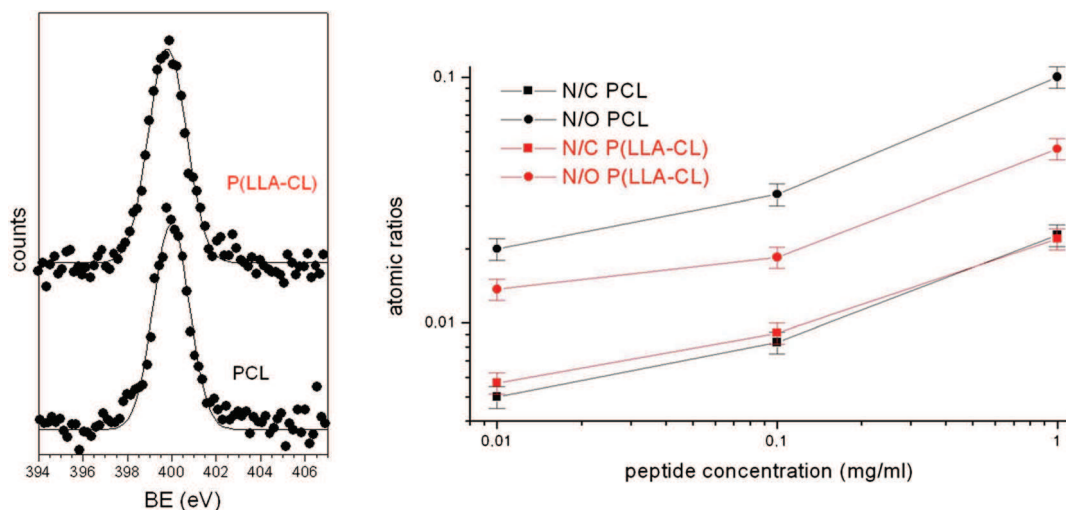 counts
P(LLA-CL)
PCL
394 396 398 400 402 404 406
BE (eV)
N/C PCL
N/O PCL
N/C P(LLA-CL)
N/O P(LLA-CL)
atomic ratios
0.1
0.01
0.01 0.1 1
peptide concentration (mg/ml)